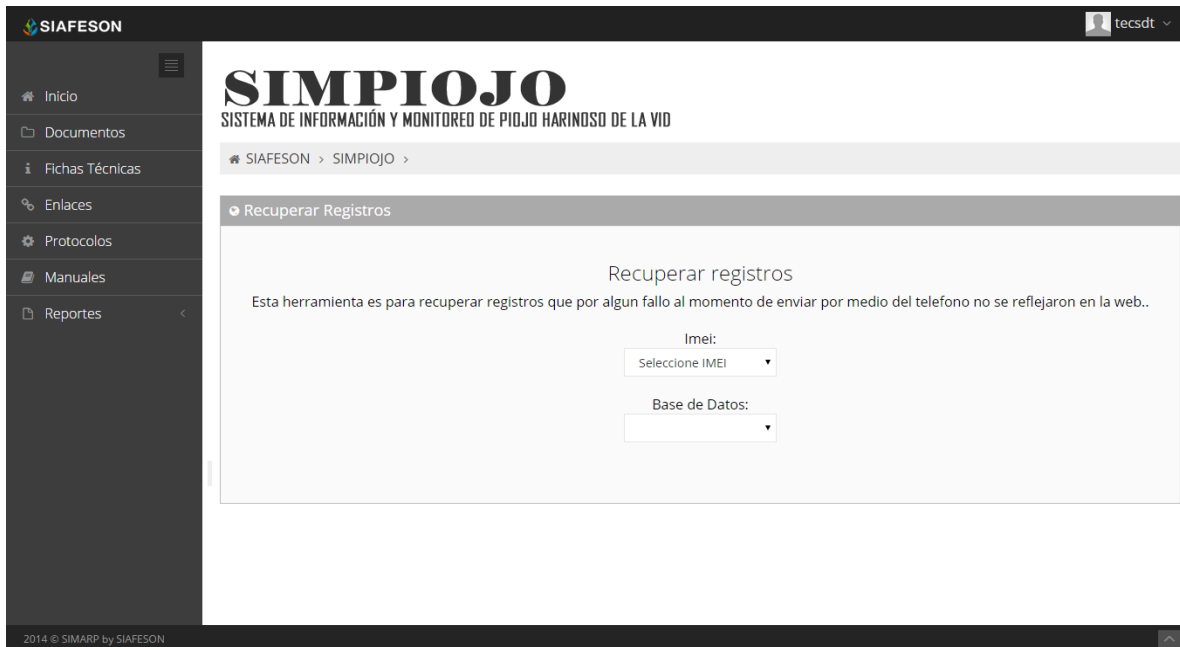 SIAFESON
tecsdt
Inicio
Documentos
Fichas Técnicas
Enlaces
Protocolos
Manuales
Reportes
SIMPIOJO
SISTEMA DE INFORMACIÓN Y MONITOREO DE PIOJO HARINOSO DE LA VID
SIAFESON > SIMPIOJO >
Recuperar Registros
Recuperar registros
Esta herramienta es para recuperar registros que por algun fallo al momento de enviar por medio del telefono no se reflejaron en la web..
Imei:
Seleccione IMEI
Base de Datos:
2014 © SIMARP by SIAFESON